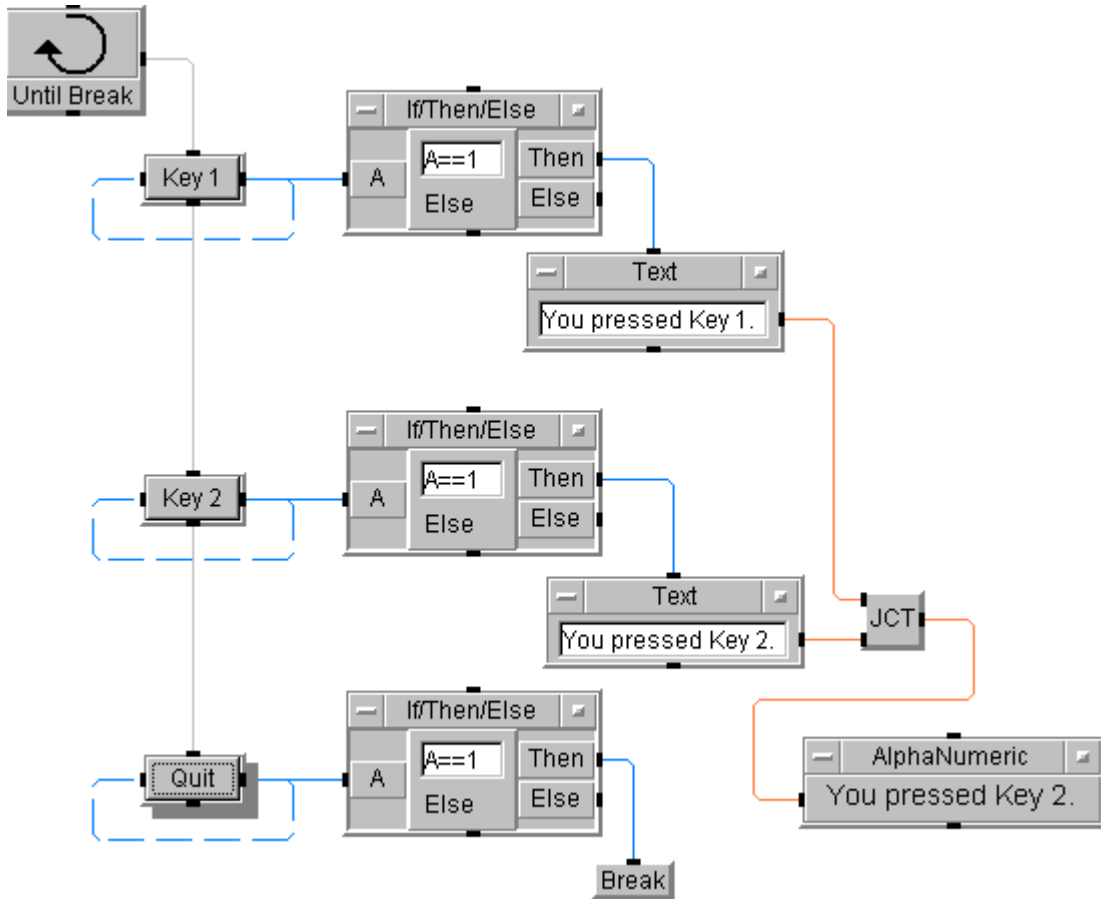 Until Break
Key 1
If/Then/Else
A
A==1
Then
Else
Else
Text
You pressed Key 1.
Key 2
If/Then/Else
A
A==1
Then
Else
Else
Text
You pressed Key 2.
JCT
Quit
If/Then/Else
A
A==1
Then
Else
Else
Break
AlphaNumeric
You pressed Key 2.